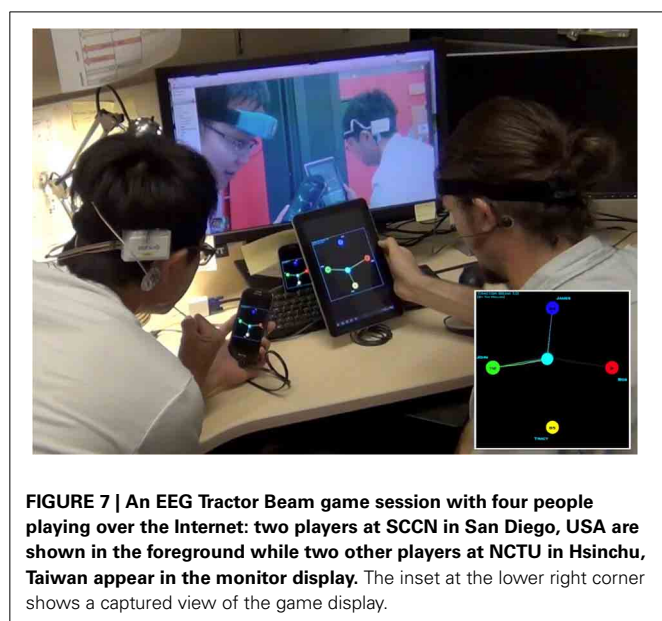 FIGURE 7 | An EEG Tractor Beam game session with four people
playing over the Internet: two players at SCCN in San Diego, USA are
shown in the foreground while two other players at NCTU in Hsinchu,
Taiwan appear in the monitor display. The inset at the lower right corner
shows a captured view of the game display.